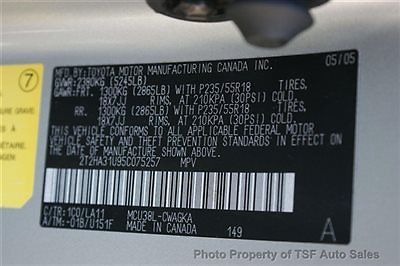 MFD.BY:TOYOTA MOTOR MANUFACTURING CANADA INC. 05/05
GVWR:2380KG (5245LB)
GAWR:FRT. 1300KG (2865LB) WITH P235/55R18 TIRES,
18X7JJ RIMS, AT 210KPA (30PSI) COLD
RR. 1300KG (2865LB) WITH P235/55R18 TIRES,
18X7JJ RIMS, AT 210KPA (30PSI) COLD
THIS VEHICLE CONFORMS TO ALL APPLICABLE FEDERAL MOTOR
VEHICLE SAFETY AND THEFT PREVENTION STANDARDS IN EFFECT
ON THE DATE OF MANUFACTURE SHOWN ABOVE.
2T2HA31U95C075257 MPV
C/TR:1C0/LA11 MCU38L-CWAGKA
A/TM:-01B/U151F MADE IN CANADA 149 A
7
SURE GRAVE.
Photo Property of TSF Auto Sales